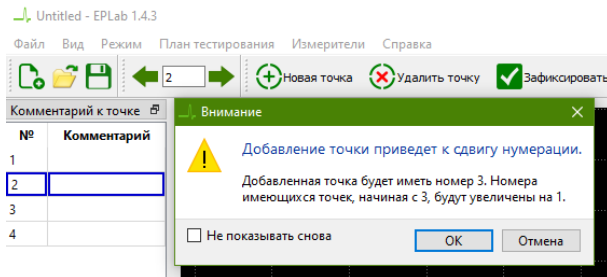 Untitled - EPLab 1.4.3
Файл Вид Режим План тестирования Измерители Справка
2 Новая точка Удалить точку Зафиксировать
Комментарий к точке
№ Комментарий
1
2
3
4
Внимание
Добавление точки приведет к сдвигу нумерации.
Добавленная точка будет иметь номер 3. Номера
имеющихся точек, начиная с 3, будут увеличены на 1.
Не показывать снова
OK Отмена